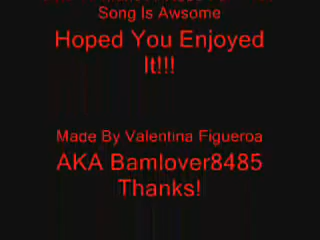 Song Is Awsome
Hoped You Enjoyed
It!!!
Made By Valentina Figueroa
AKA Bamlover8485
Thanks!